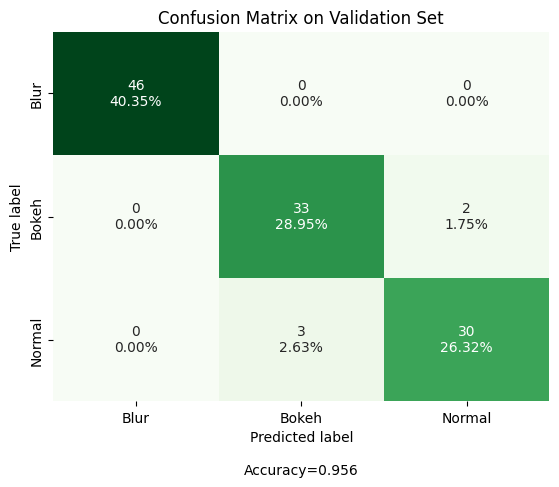 Confusion Matrix on Validation Set
True label
Blur
46
40.35%
0
0.00%
0
0.00%
Bokeh
0
0.00%
33
28.95%
2
1.75%
Normal
0
0.00%
3
2.63%
30
26.32%
Blur
Bokeh
Normal
Predicted label
Accuracy=0.956